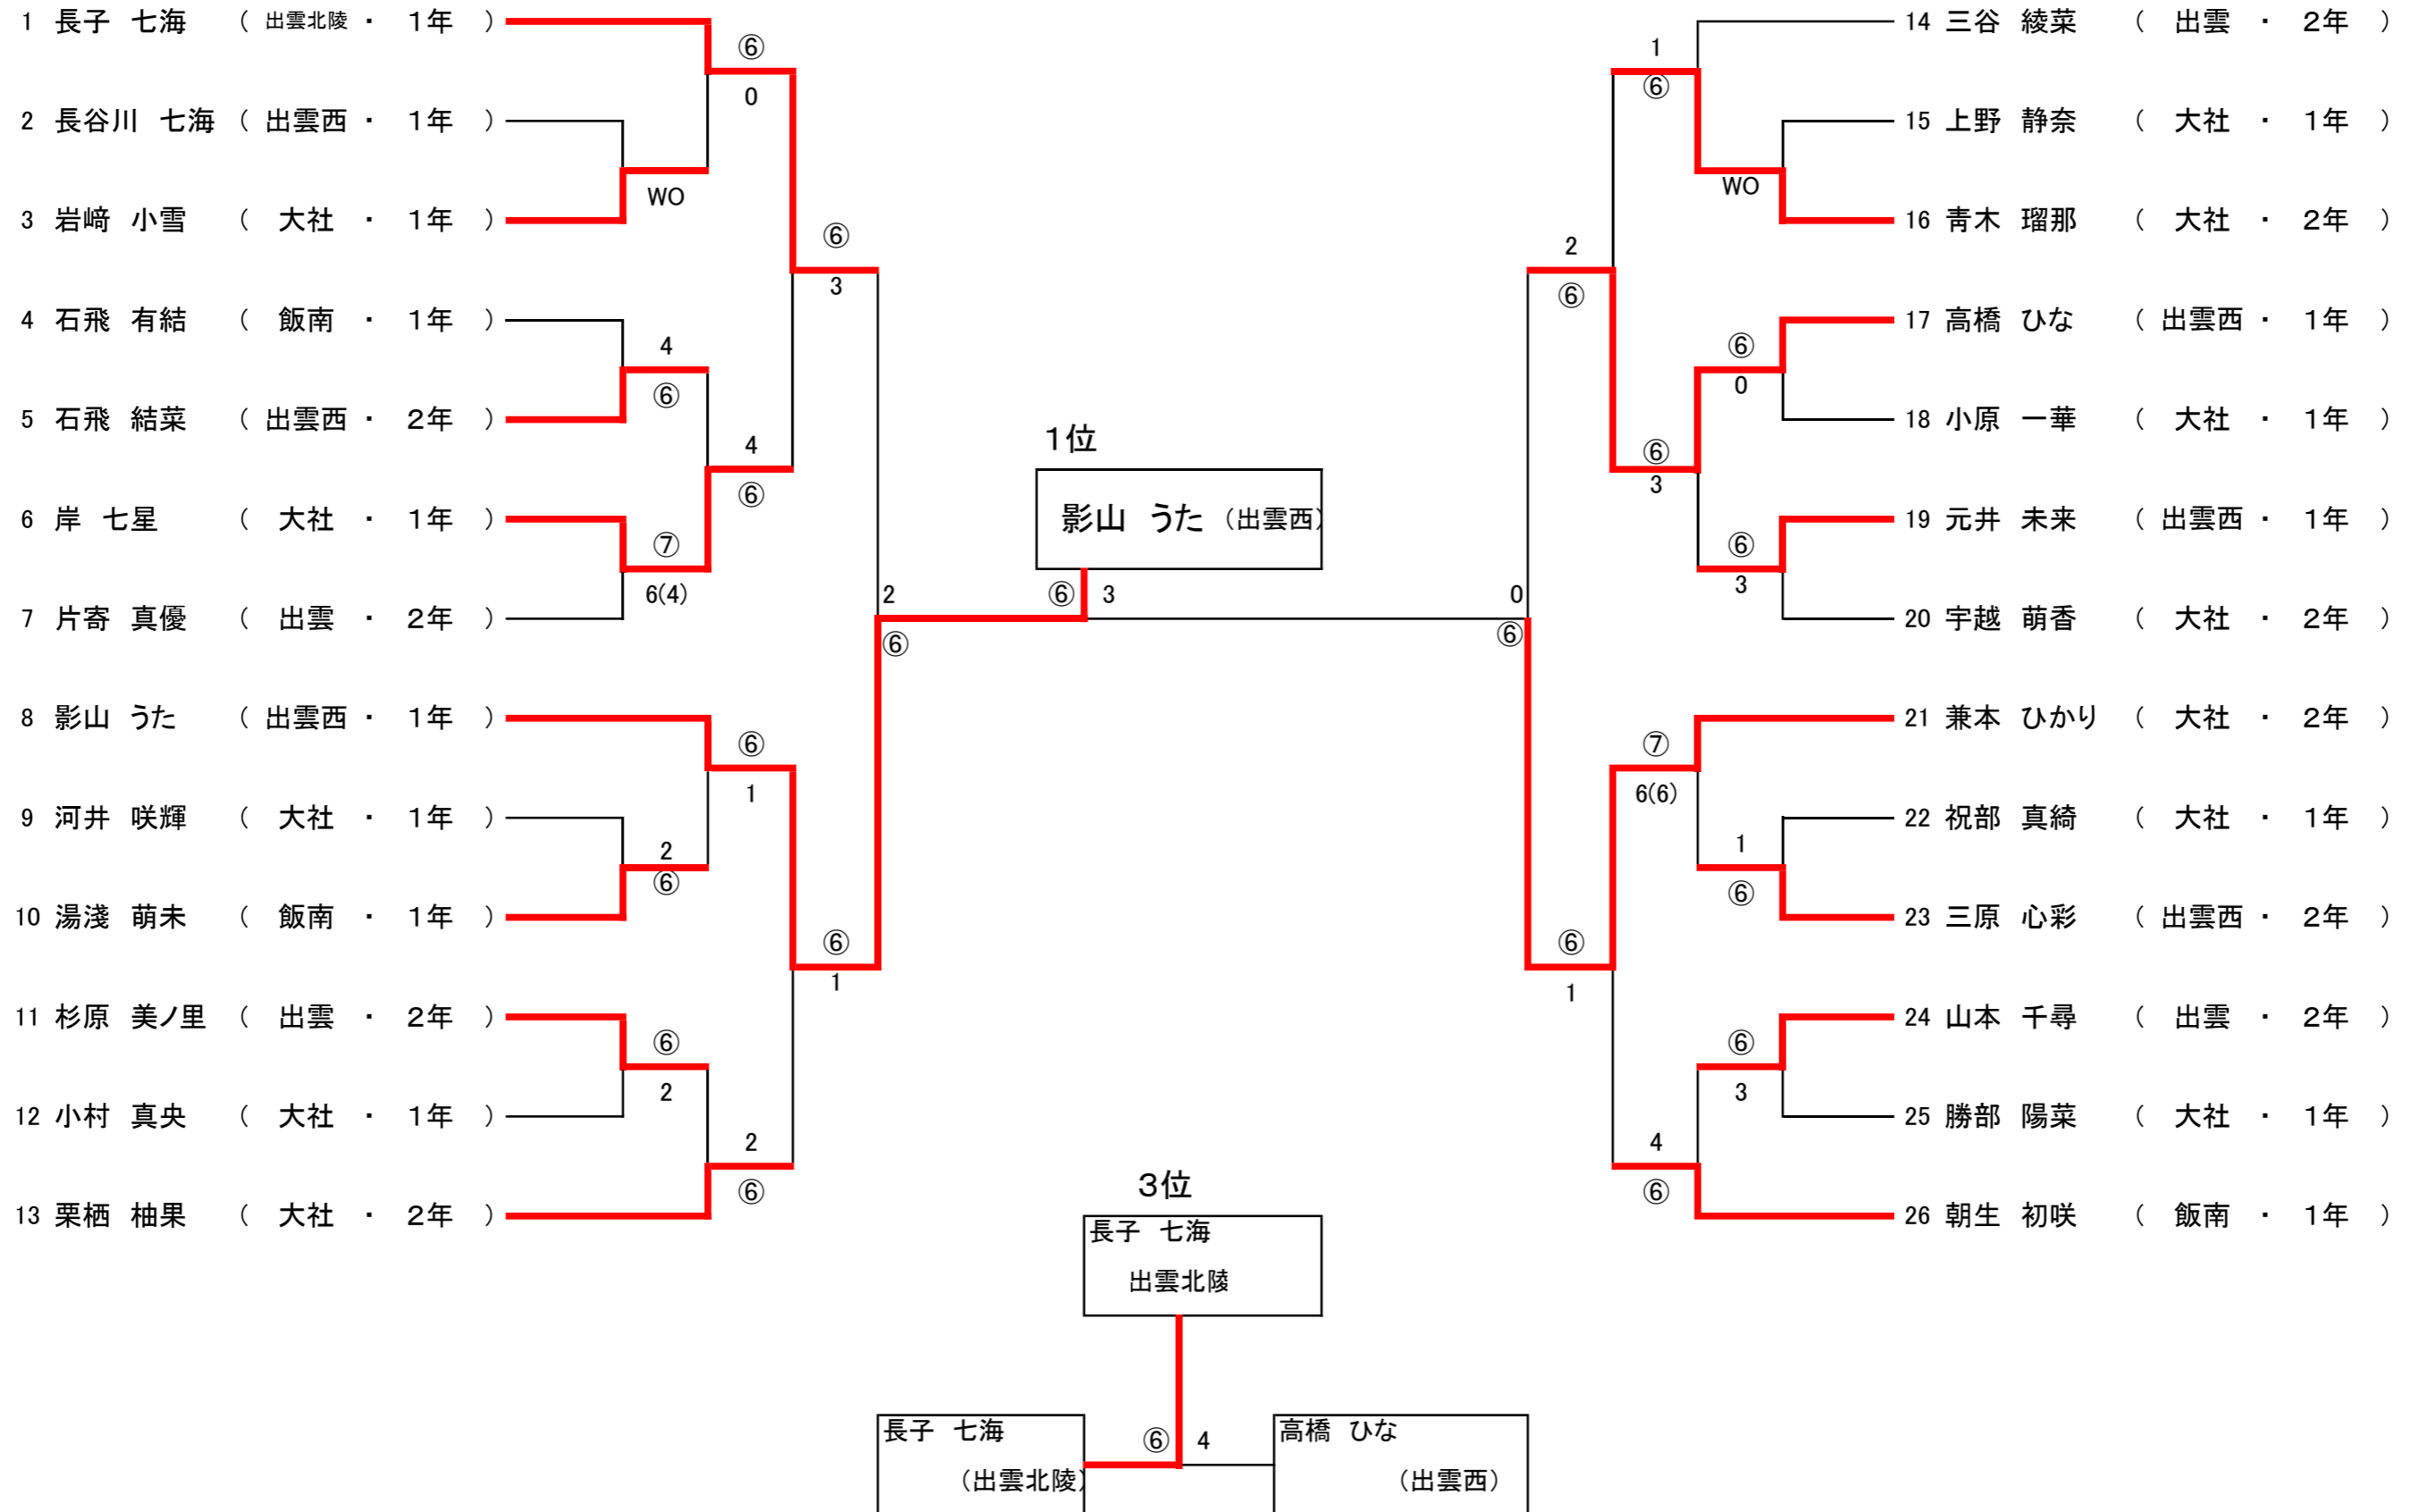 1 長子 七海 （ 出雲北陵 ・ 1年 ）
⑥
0
2 長谷川 七海 （ 出雲西 ・ 1年 ）
WO
3 岩﨑 小雪 （ 大社 ・ 1年 ）
⑥
3
4 石飛 有結 （ 飯南 ・ 1年 ）
4
⑥
5 石飛 結菜 （ 出雲西 ・ 2年 ）
4
⑥
6 岸 七星 （ 大社 ・ 1年 ）
⑦
6(4)
7 片寄 真優 （ 出雲 ・ 2年 ）
2
⑥
8 影山 うた （ 出雲西 ・ 1年 ）
⑥
1
9 河井 咲輝 （ 大社 ・ 1年 ）
2
⑥
10 湯淺 萌未 （ 飯南 ・ 1年 ）
⑥
1
11 杉原 美ノ里 （ 出雲 ・ 2年 ）
⑥
2
12 小村 真央 （ 大社 ・ 1年 ）
2
⑥
13 栗栖 柚果 （ 大社 ・ 2年 ）
1位
影山 うた （出雲西）
⑥ 3
14 三谷 綾菜 （ 出雲 ・ 2年 ）
1
⑥
15 上野 静奈 （ 大社 ・ 1年 ）
WO
16 青木 瑠那 （ 大社 ・ 2年 ）
2
⑥
17 高橋 ひな （ 出雲西 ・ 1年 ）
⑥
0
18 小原 一華 （ 大社 ・ 1年 ）
⑥
3
19 元井 未来 （ 出雲西 ・ 1年 ）
⑥
3
20 宇越 萌香 （ 大社 ・ 2年 ）
0
⑥
21 兼本 ひかり （ 大社 ・ 2年 ）
⑦
6(6)
22 祝部 真綺 （ 大社 ・ 1年 ）
1
⑥
23 三原 心彩 （ 出雲西 ・ 2年 ）
⑥
1
24 山本 千尋 （ 出雲 ・ 2年 ）
⑥
3
25 勝部 陽菜 （ 大社 ・ 1年 ）
4
⑥
26 朝生 初咲 （ 飯南 ・ 1年 ）
3位
長子 七海
出雲北陵
長子 七海
（出雲北陵）
⑥ 4
高橋 ひな
（出雲西）